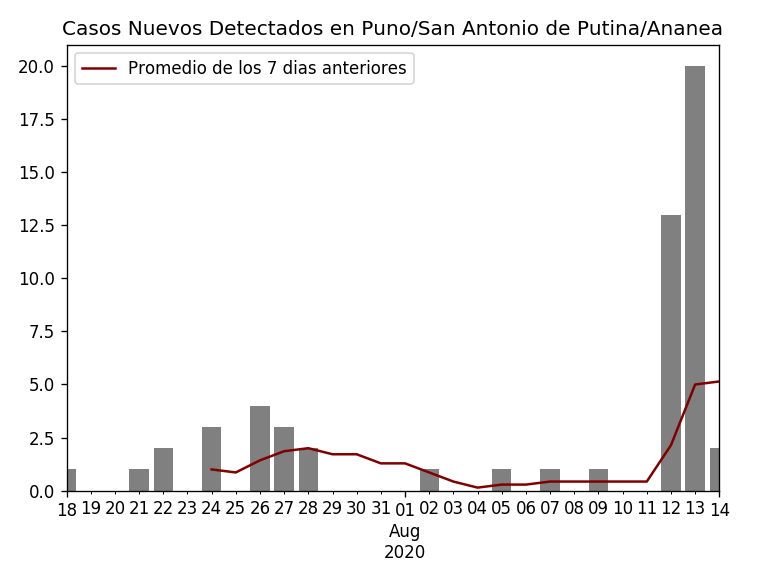 Casos Nuevos Detectados en Puno/San Antonio de Putina/Ananea
Promedio de los 7 dias anteriores
20.0
17.5
15.0
12.5
10.0
7.5
5.0
2.5
0.0
18 19 20 21 22 23 24 25 26 27 28 29 30 31 01 02 03 04 05 06 07 08 09 10 11 12 13 14
Aug
2020